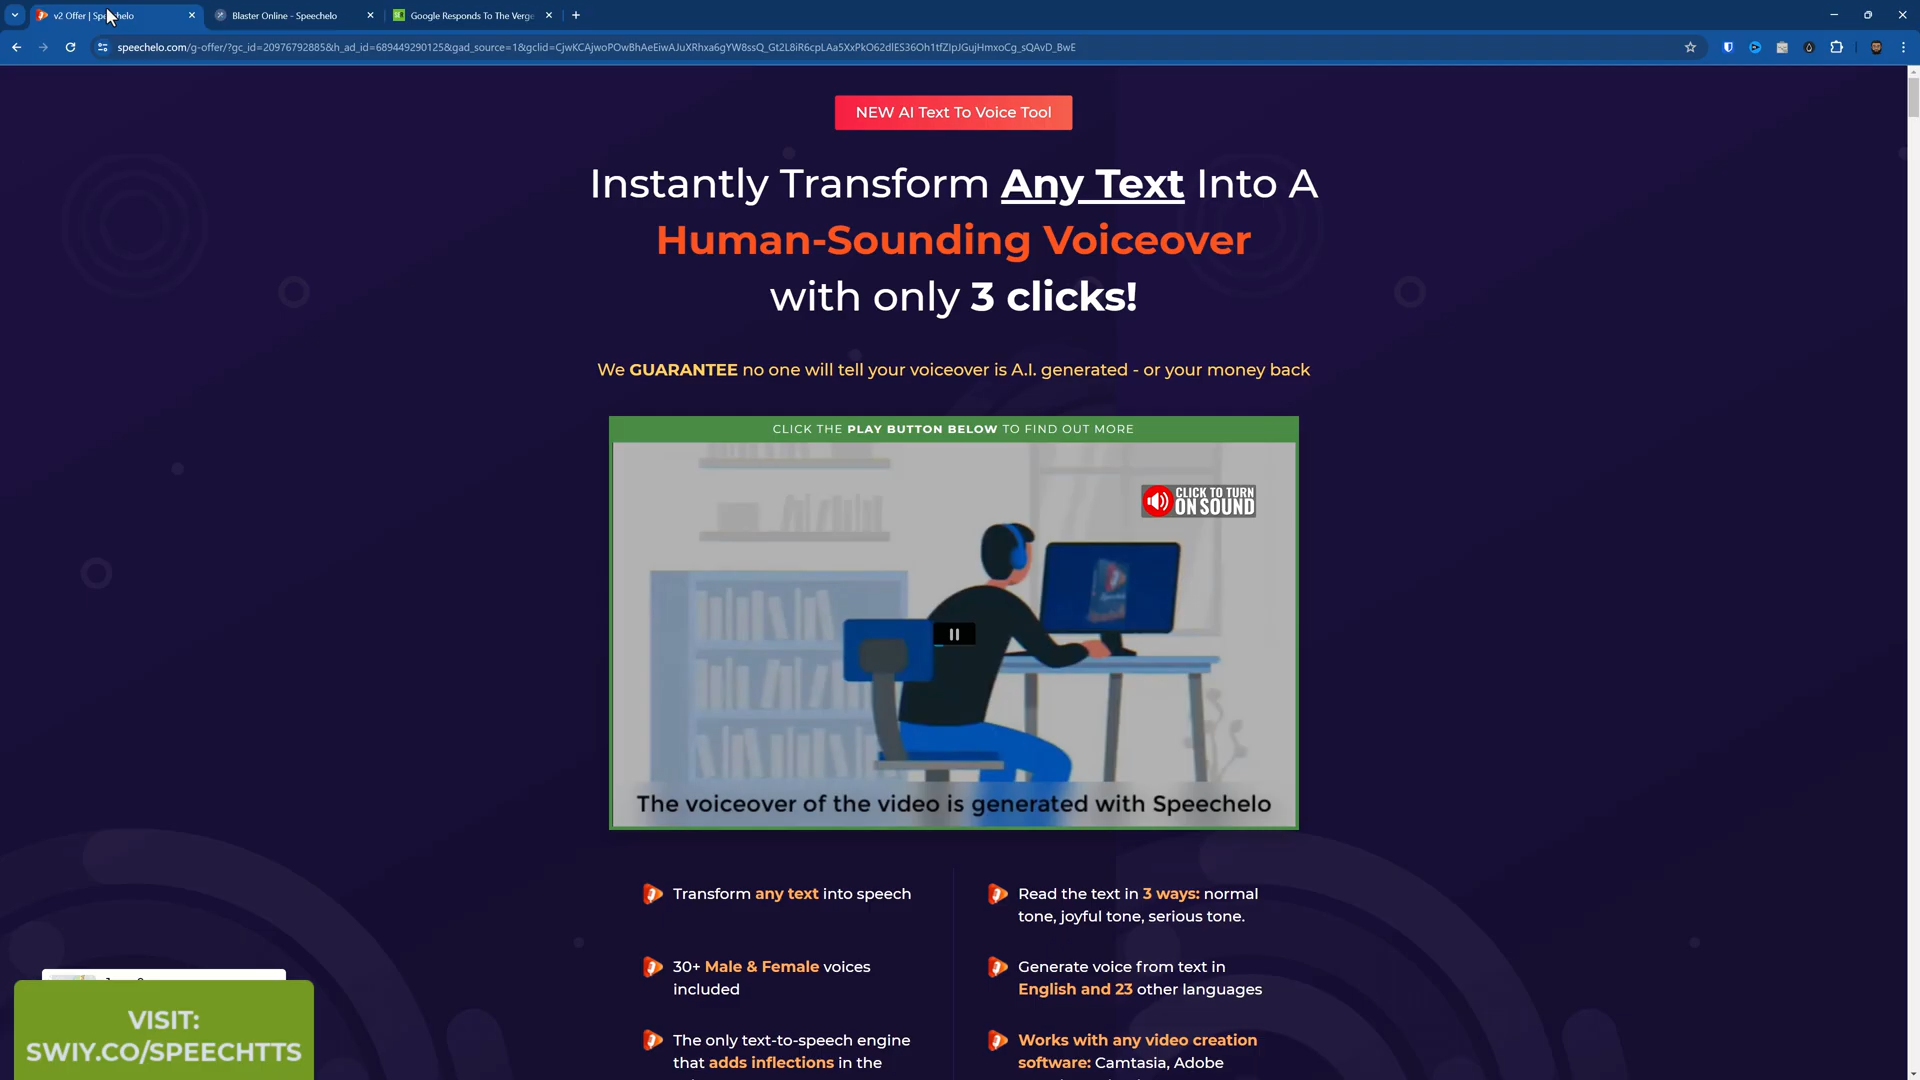 v2 Offer | Speechelo
Blaster Online - Speechelo
Google Responds To The Verge
speechelo.com/g-offer/?gc_id=20976792885&h_ad_id=689449290125&gad_source=1&gclid=CjwKCAjwoPOwBhAeEiwAJuXRhxa6gYW8ssQ_Gt2L8iR6cpLAa5XxPkO62dlES36Oh1tfZIpJGujHmxoCg_sQAvD_BwE
NEW AI Text To Voice Tool
Instantly Transform Any Text Into A
Human-Sounding Voiceover
with only 3 clicks!
We GUARANTEE no one will tell your voiceover is A.I. generated - or your money back
CLICK THE PLAY BUTTON BELOW TO FIND OUT MORE
CLICK TO TURN
ON SOUND
The voiceover of the video is generated with Speechelo
Transform any text into speech
Read the text in 3 ways: normal
tone, joyful tone, serious tone.
30+ Male & Female voices
included
Generate voice from text in
English and 23 other languages
The only text-to-speech engine
that adds inflections in the
Works with any video creation
software: Camtasia, Adobe
VISIT:
SWIY.CO/SPEECHTTS